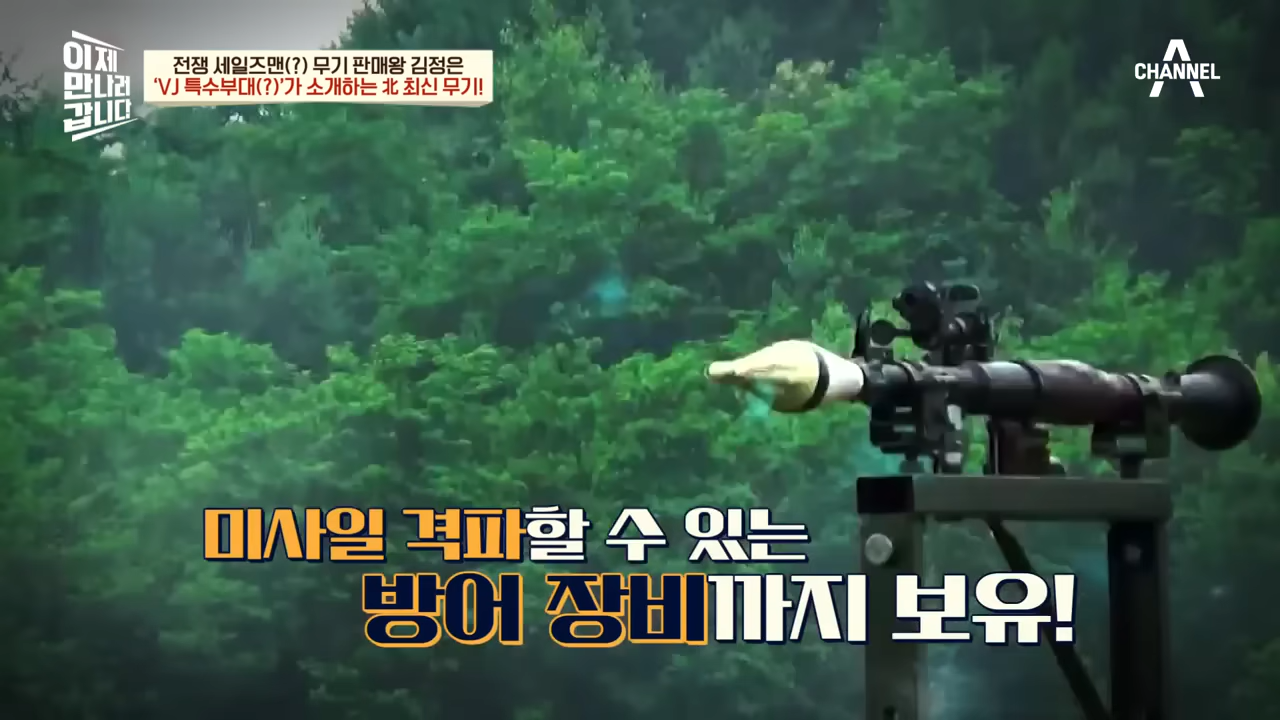 이제
만나러
갑니다
전쟁 세일즈맨(?) 무기 판매왕 김정은
'VJ 특수부대(?)'가 소개하는 北 최신 무기!
CHANNEL A
미사일 격파할 수 있는
방어 장비까지 보유!